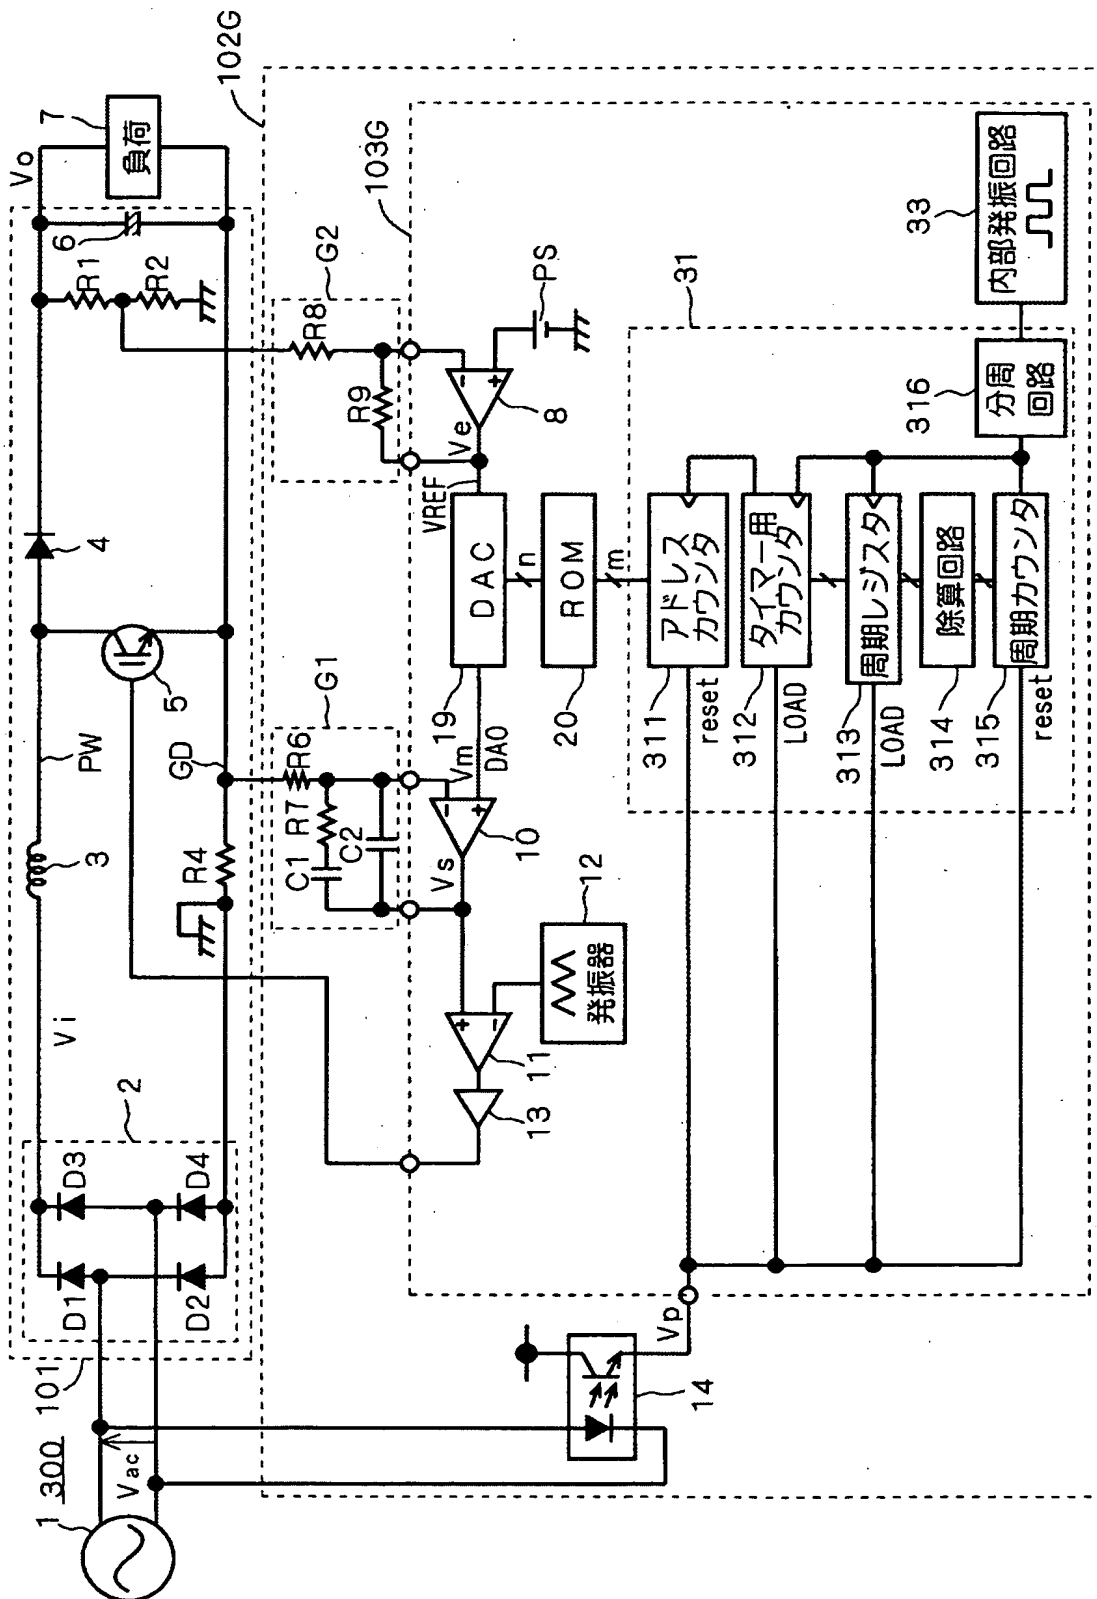 1
300
Vac
101
D1
D2
D3
D4
2
Vi
3
PW
5
GD
R4
4
6
R1
R2
Vo
7
負荷
102G
G1
R6
R7
C1
C2
G2
R8
R9
103G
PS
8
Ve
VREF
DAC
19
n
ROM
20
m
Vm
DAO
10
Vs
11
12
発振器
13
14
Vp
31
アドレス
カウンタ
311
reset
タイマー用
カウンタ
312
LOAD
周期レジスタ
313
LOAD
除算回路
314
周期カウンタ
315
reset
分周
回路
316
内部発振回路
33